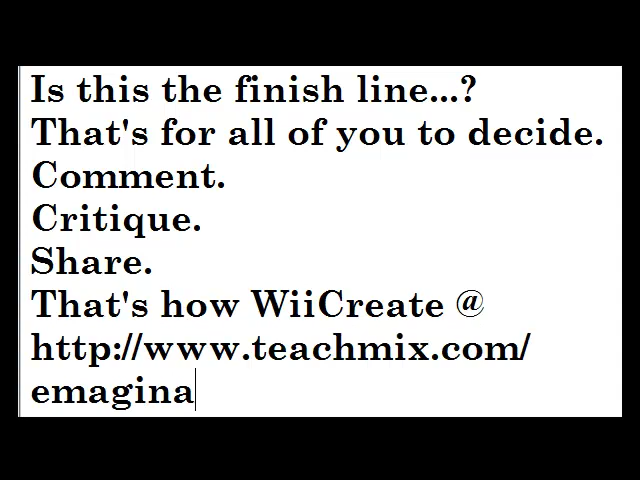 Is this the finish line...?
That's for all of you to decide.
Comment.
Critique.
Share.
That's how WiiCreate @
http://www.teachmix.com/
emagina